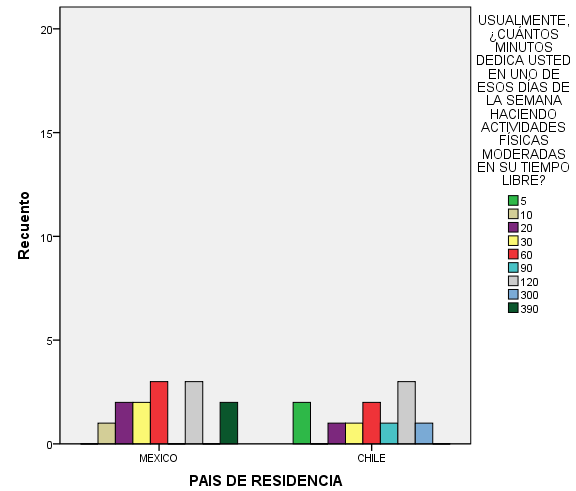 USUALMENTE,
¿CUÁNTOS
MINUTOS
DEDICA USTED
EN UNO DE
ESOS DÍAS DE
LA SEMANA
HACIENDO
ACTIVIDADES
FÍSICAS
MODERADAS
EN SU TIEMPO
LIBRE?
5
10
20
30
60
90
120
300
390
Recuento
20
15
10
5
0
MEXICO
CHILE
PAIS DE RESIDENCIA